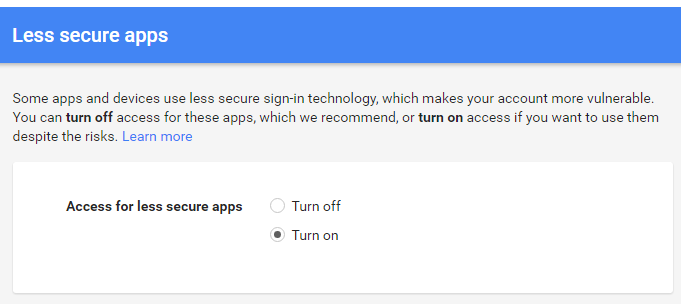 Less secure apps
Some apps and devices use less secure sign-in technology, which makes your account more vulnerable.
You can turn off access for these apps, which we recommend, or turn on access if you want to use them
despite the risks. Learn more
Access for less secure apps
Turn off
Turn on